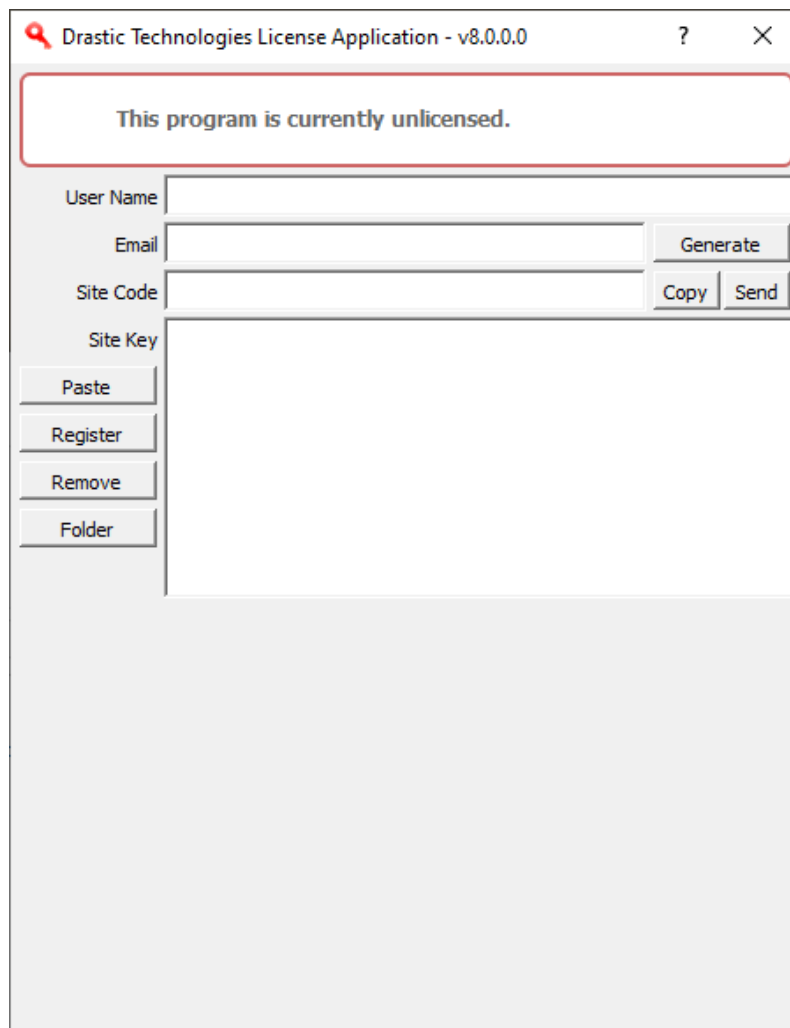 Drastic Technologies License Application - v8.0.0.0 ?
This program is currently unlicensed.
User Name
Email Generate
Site Code Copy Send
Site Key
Paste
Register
Remove
Folder